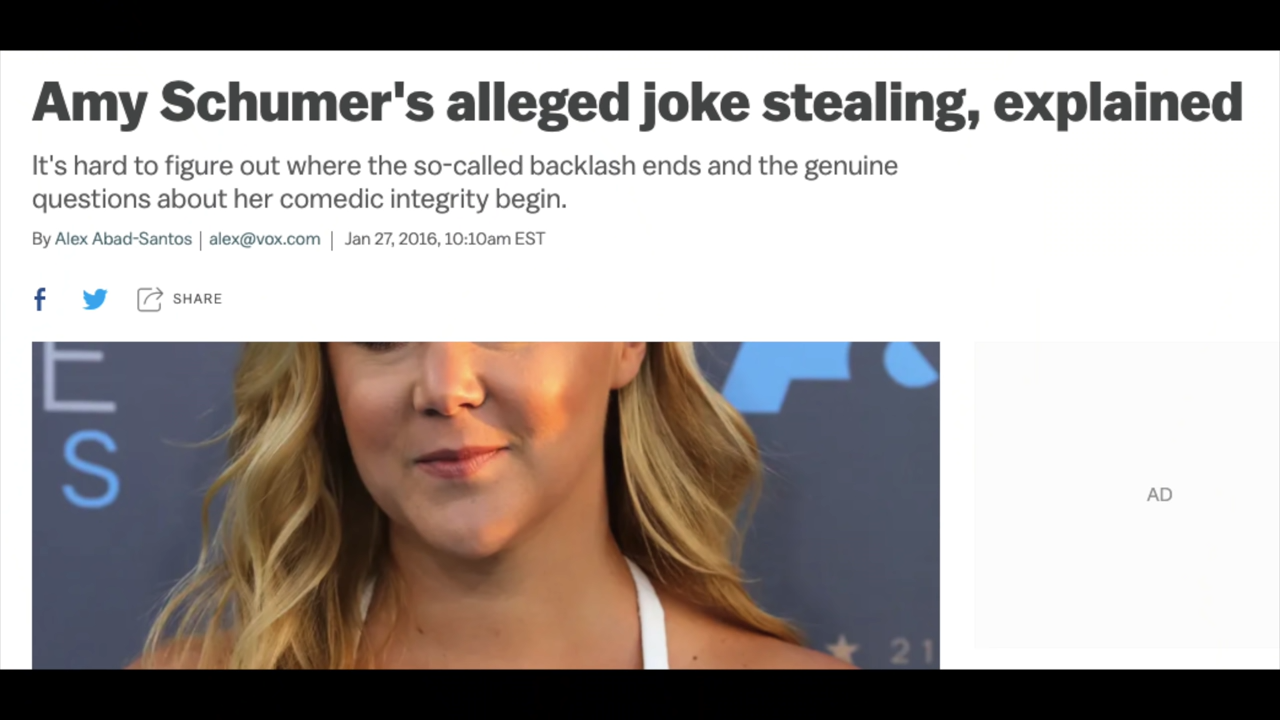 Amy Schumer's alleged joke stealing, explained
It's hard to figure out where the so-called backlash ends and the genuine
questions about her comedic integrity begin.
By Alex Abad-Santos | alex@vox.com | Jan 27, 2016, 10:10am EST
f SHARE
E
S
AD
21